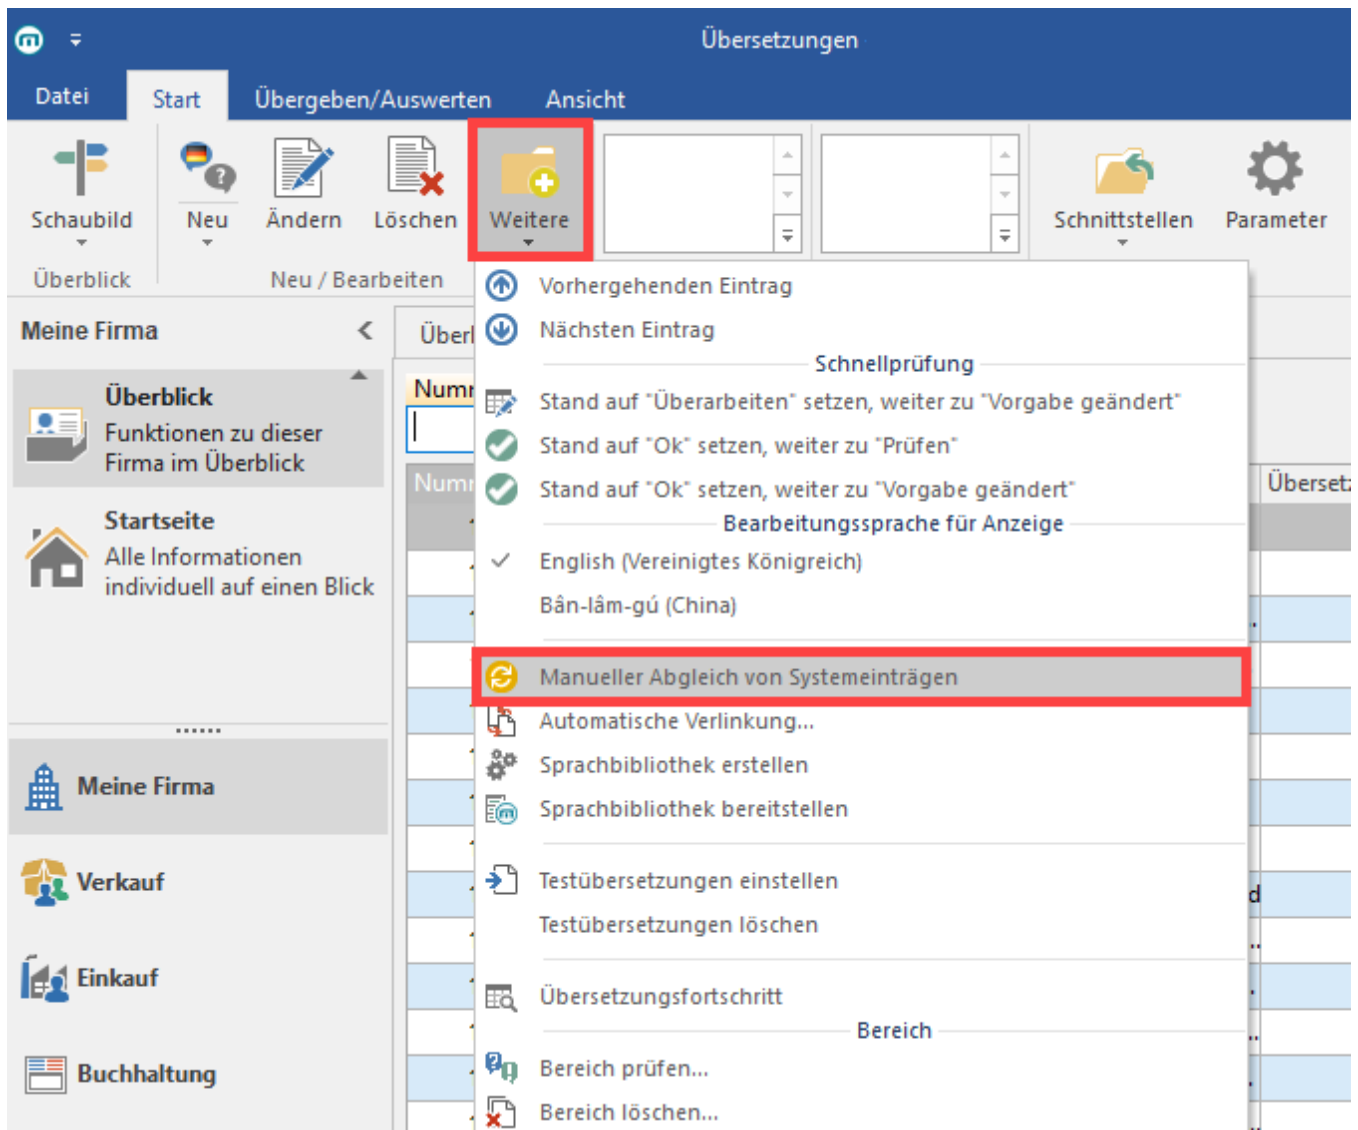 Übersetzungen
Datei Start Übergeben/Auswerten Ansicht
Schaubild Neu Ändern Löschen Weitere Schnittstellen Parameter
Überblick Neu / Bearbeiten
Meine Firma
Überblick
Funktionen zu dieser
Firma im Überblick
Startseite
Alle Informationen
individuell auf einen Blick
Meine Firma
Verkauf
Einkauf
Buchhaltung
Vorhergehenden Eintrag
Nächsten Eintrag
Schnellprüfung
Stand auf "Überarbeiten" setzen, weiter zu "Vorgabe geändert"
Stand auf "Ok" setzen, weiter zu "Prüfen"
Stand auf "Ok" setzen, weiter zu "Vorgabe geändert"
Bearbeitungssprache für Anzeige
English (Vereinigtes Königreich)
Bân-lâm-gú (China)
Manueller Abgleich von Systemeinträgen
Automatische Verlinkung...
Sprachbibliothek erstellen
Sprachbibliothek bereitstellen
Testübersetzungen einstellen
Testübersetzungen löschen
Übersetzungsfortschritt
Bereich
Bereich prüfen...
Bereich löschen...